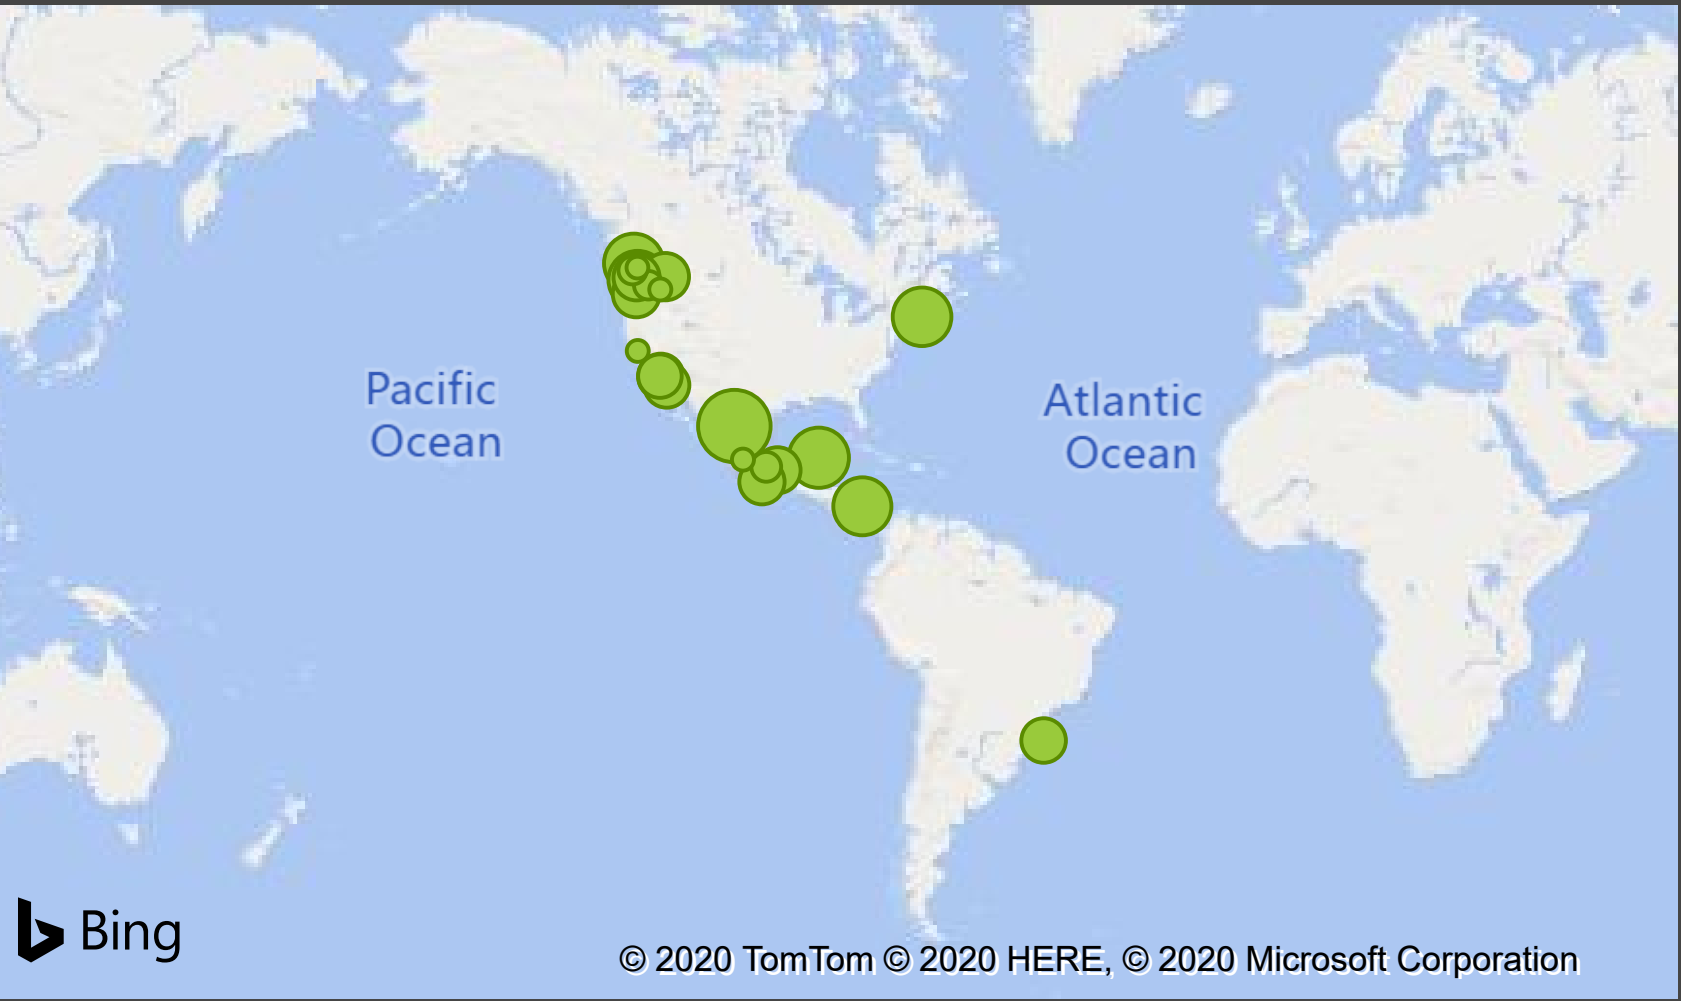 Pacific
Ocean
Atlantic
Ocean
Bing
© 2020 TomTom © 2020 HERE, © 2020 Microsoft Corporation